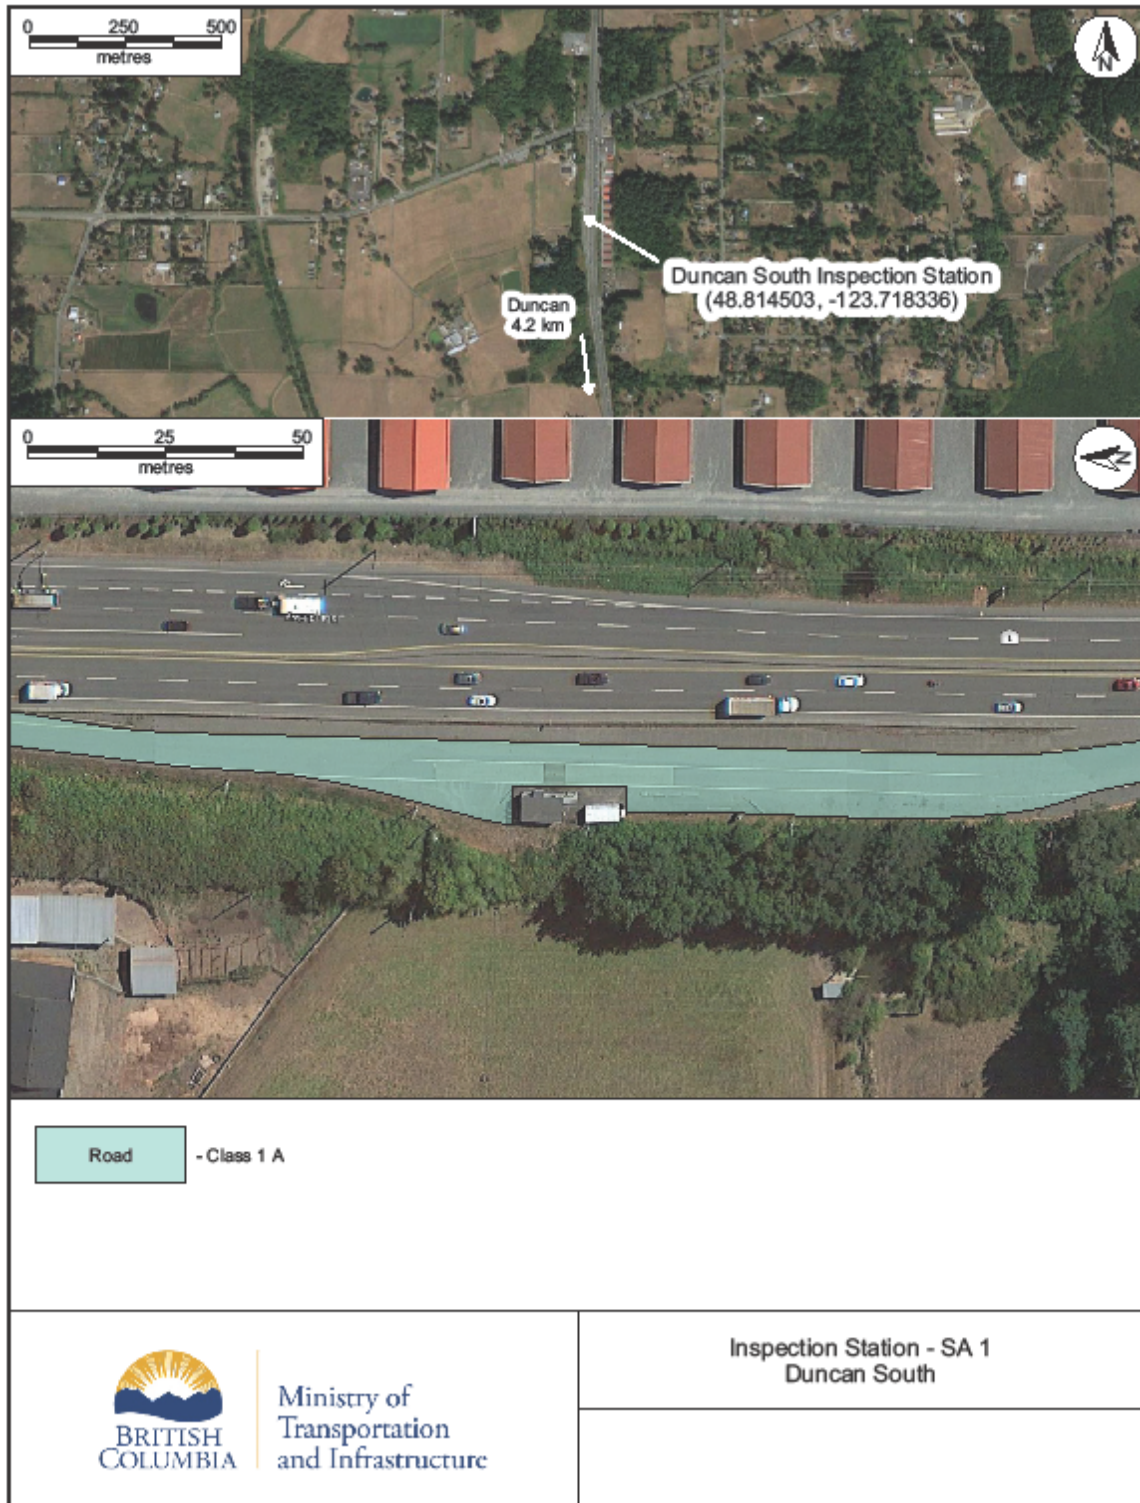 0 250 500
metres
N
Duncan South Inspection Station
(48.814503, -123.718336)
Duncan
4.2 km
0 25 50
metres
N
1
Road - Class 1 A
BRITISH
COLUMBIA
Ministry of
Transportation
and Infrastructure
Inspection Station - SA 1
Duncan South